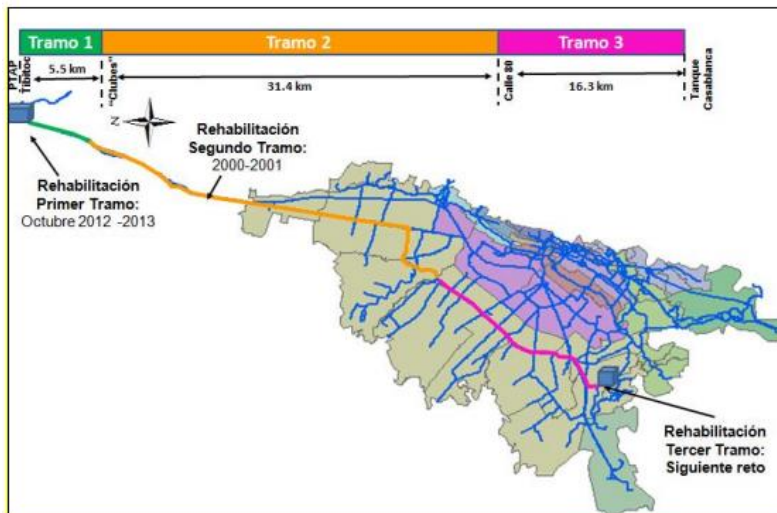 Tramo 1
Tramo 2
Tramo 3
PTAP
Tibitoc
5.5 km
"Clubes"
31.4 km
Calle 80
16.3 km
Tanque
Casablanca
N
Rehabilitación
Segundo Tramo:
2000-2001
Rehabilitación
Primer Tramo:
Octubre 2012 -2013
Rehabilitación
Tercer Tramo:
Siguiente reto